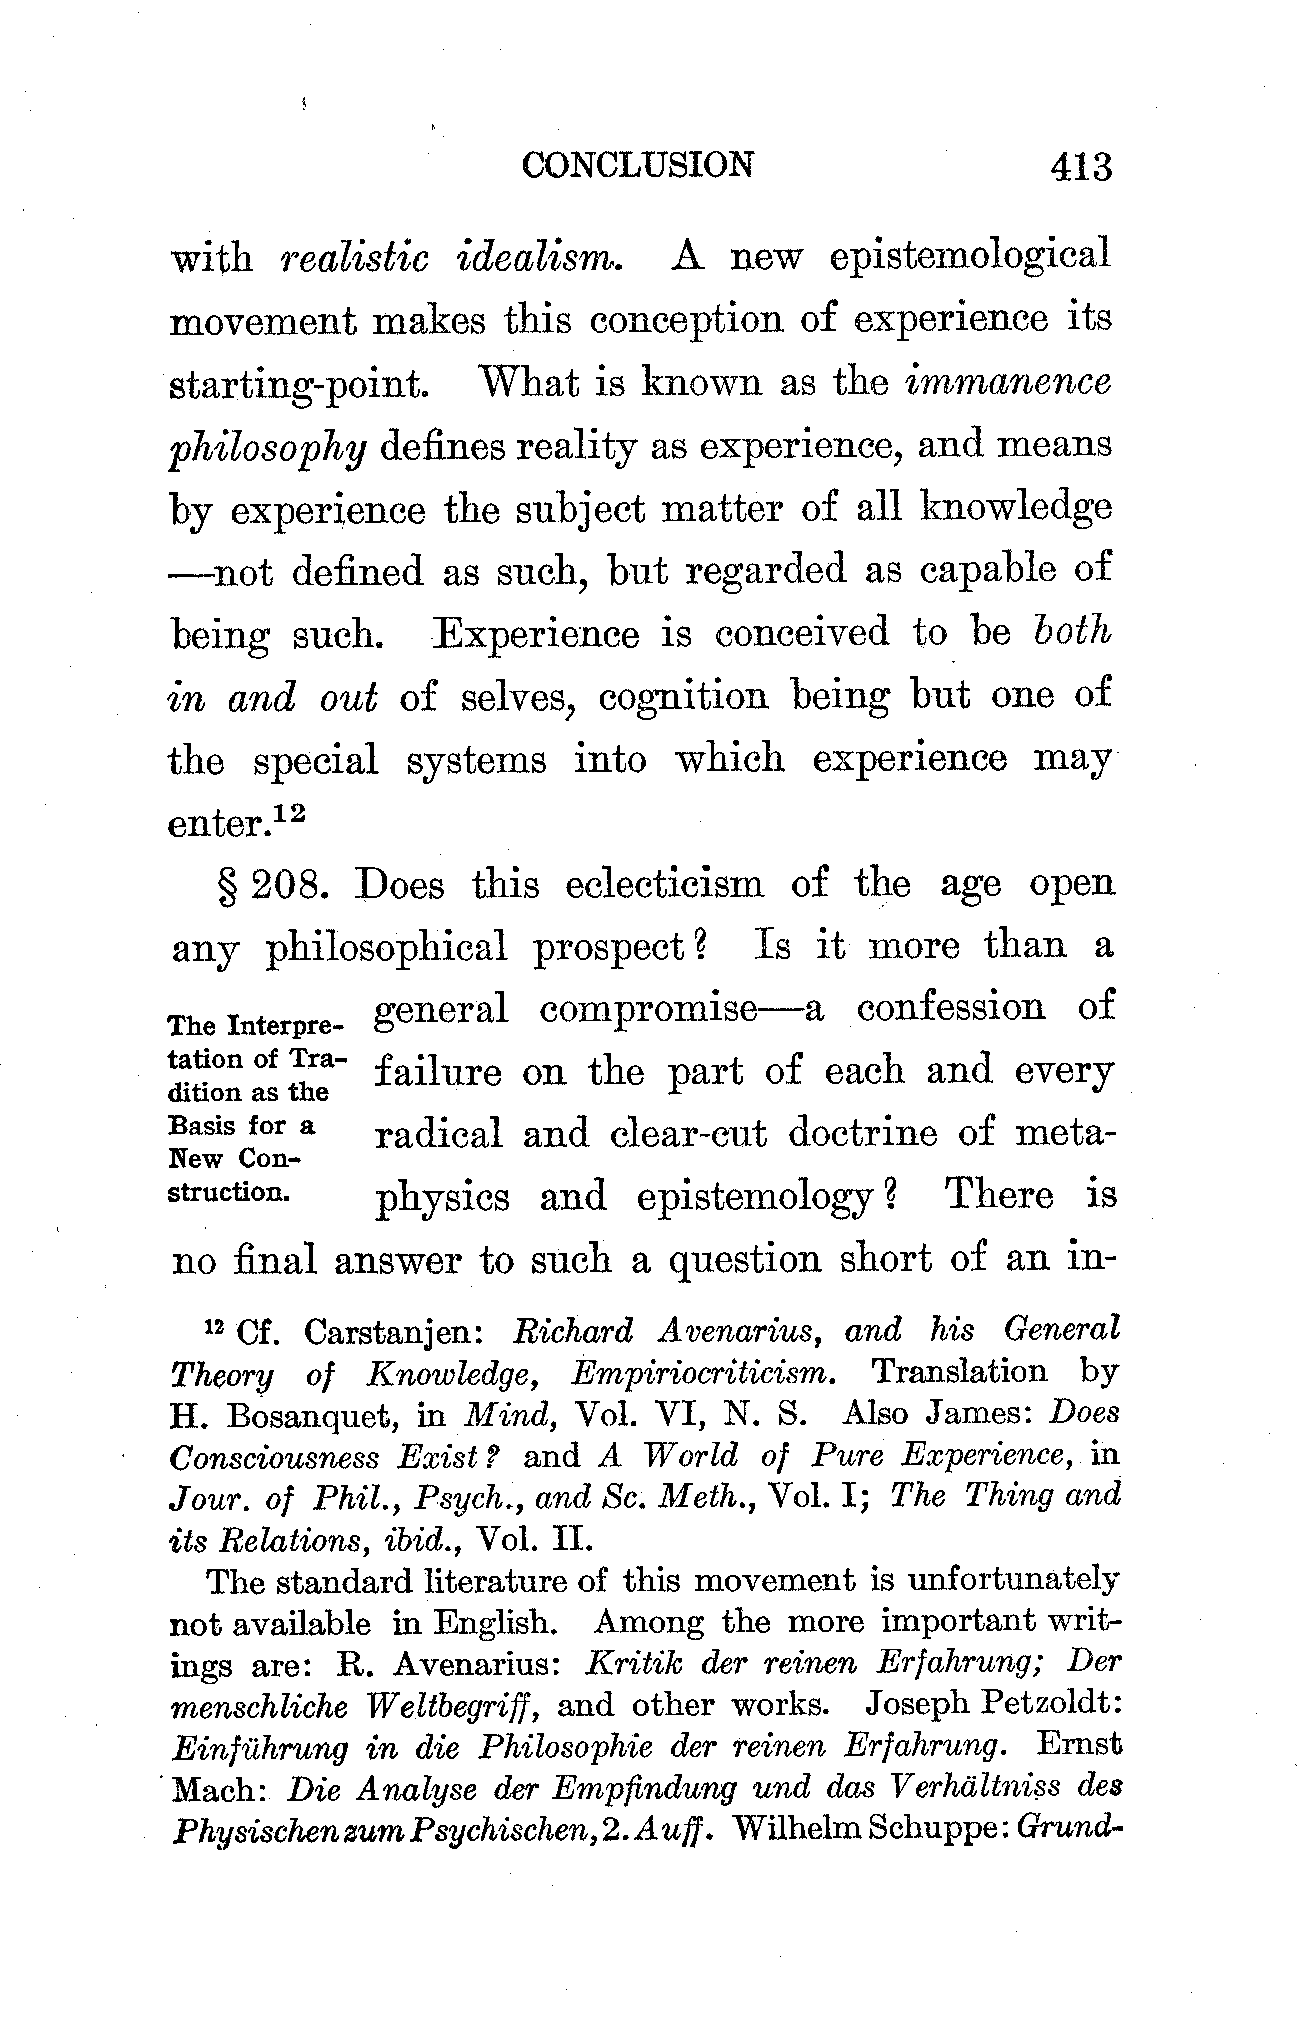 CONCLUSION 413
with realistic idealism. A new epistemological
movement makes this conception of experience its
starting-point. What is known as the immanence
philosophy defines reality as experience, and means
by experience the subject matter of all knowledge
—not defined as such, but regarded as capable of
being such. Experience is conceived to be both
in and out of selves, cognition being but one of
the special systems into which experience may
enter.¹²
§ 208. Does this eclecticism of the age open
any philosophical prospect? Is it more than a
The Interpre-
tation of Tra-
dition as the
Basis for a
New Con-
struction.
general compromise—a confession of
failure on the part of each and every
radical and clear-cut doctrine of meta-
physics and epistemology? There is
no final answer to such a question short of an in-
¹² Cf. Carstanjen: Richard Avenarius, and his General
Theory of Knowledge, Empiriocriticism. Translation by
H. Bosanquet, in Mind, Vol. VI, N. S. Also James: Does
Consciousness Exist? and A World of Pure Experience, in
Jour. of Phil., Psych., and Sc. Meth., Vol. I; The Thing and
its Relations, ibid., Vol. II.
The standard literature of this movement is unfortunately
not available in English. Among the more important writ-
ings are: R. Avenarius: Kritik der reinen Erfahrung; Der
menschliche Weltbegriff, and other works. Joseph Petzoldt:
Einführung in die Philosophie der reinen Erfahrung. Ernst
Mach: Die Analyse der Empfindung und das Verhältniss des
Physischen zum Psychischen, 2. Auff. Wilhelm Schuppe: Grund-